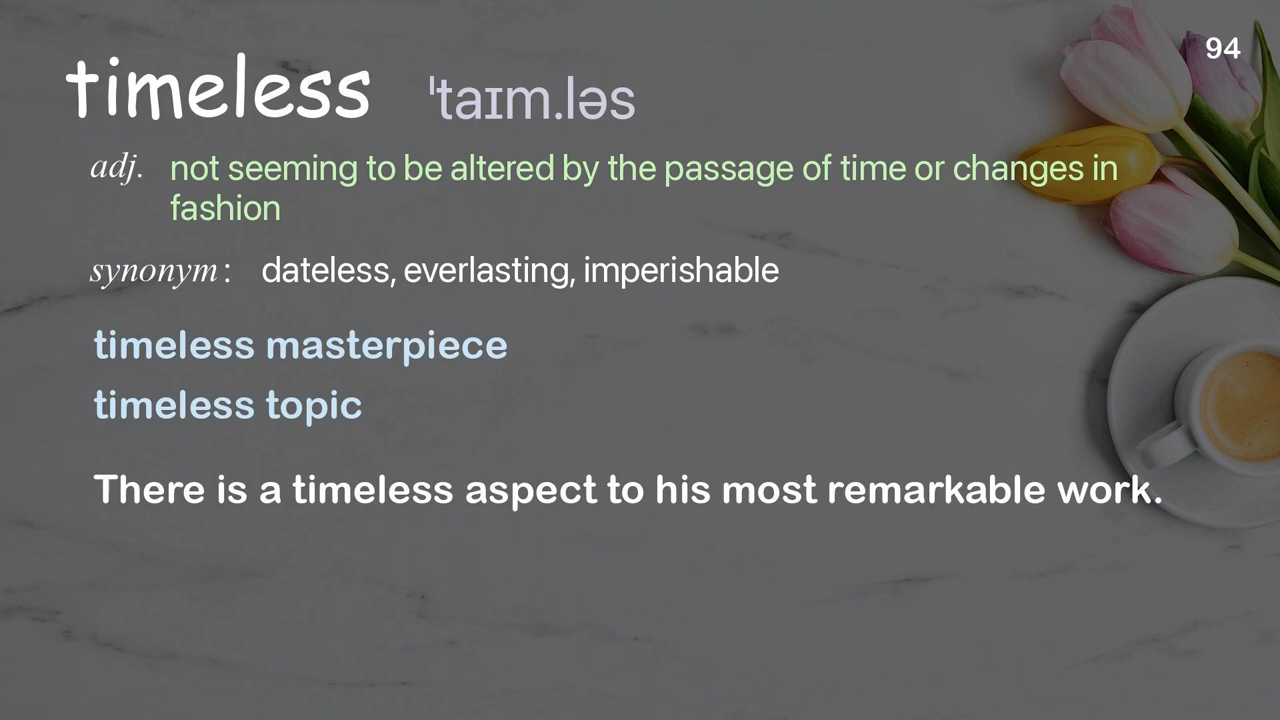 94
timeless ˈtaɪm.ləs
adj. not seeming to be altered by the passage of time or changes in
fashion
synonym: dateless, everlasting, imperishable
timeless masterpiece
timeless topic
There is a timeless aspect to his most remarkable work.